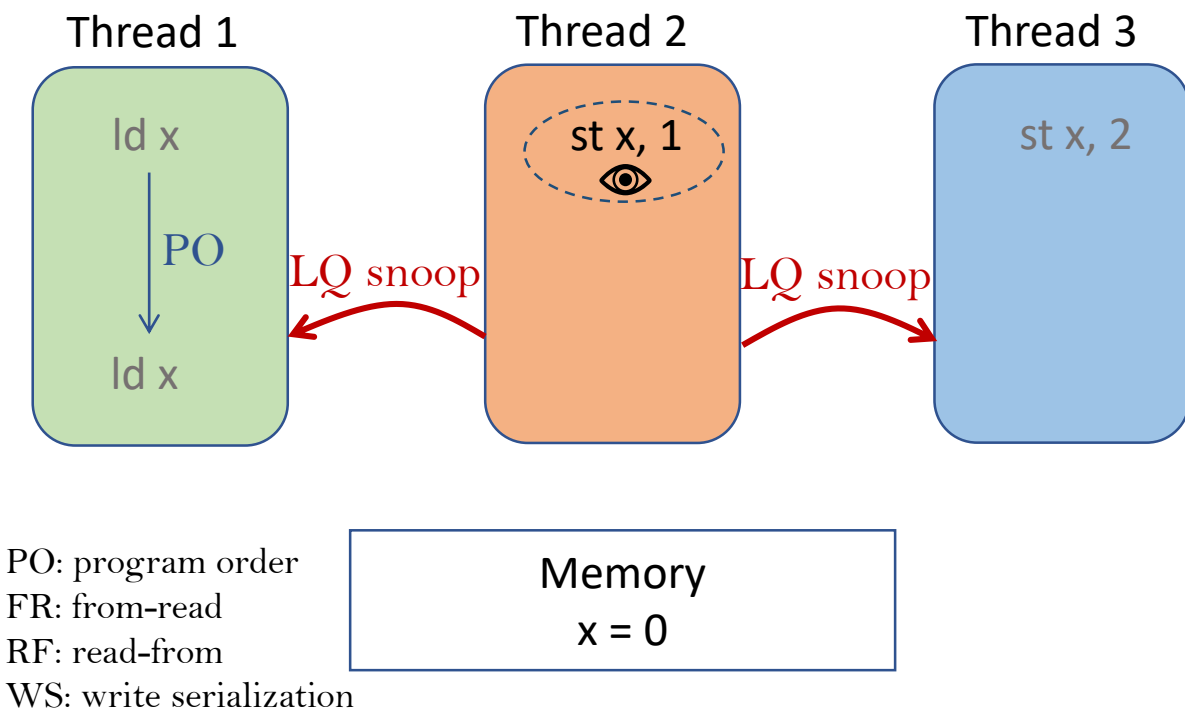 Thread 1
Thread 2
Thread 3
ld x
st x, 1
st x, 2
PO
LQ snoop
LQ snoop
ld x
PO: program order
FR: from-read
RF: read-from
WS: write serialization
Memory
x = 0